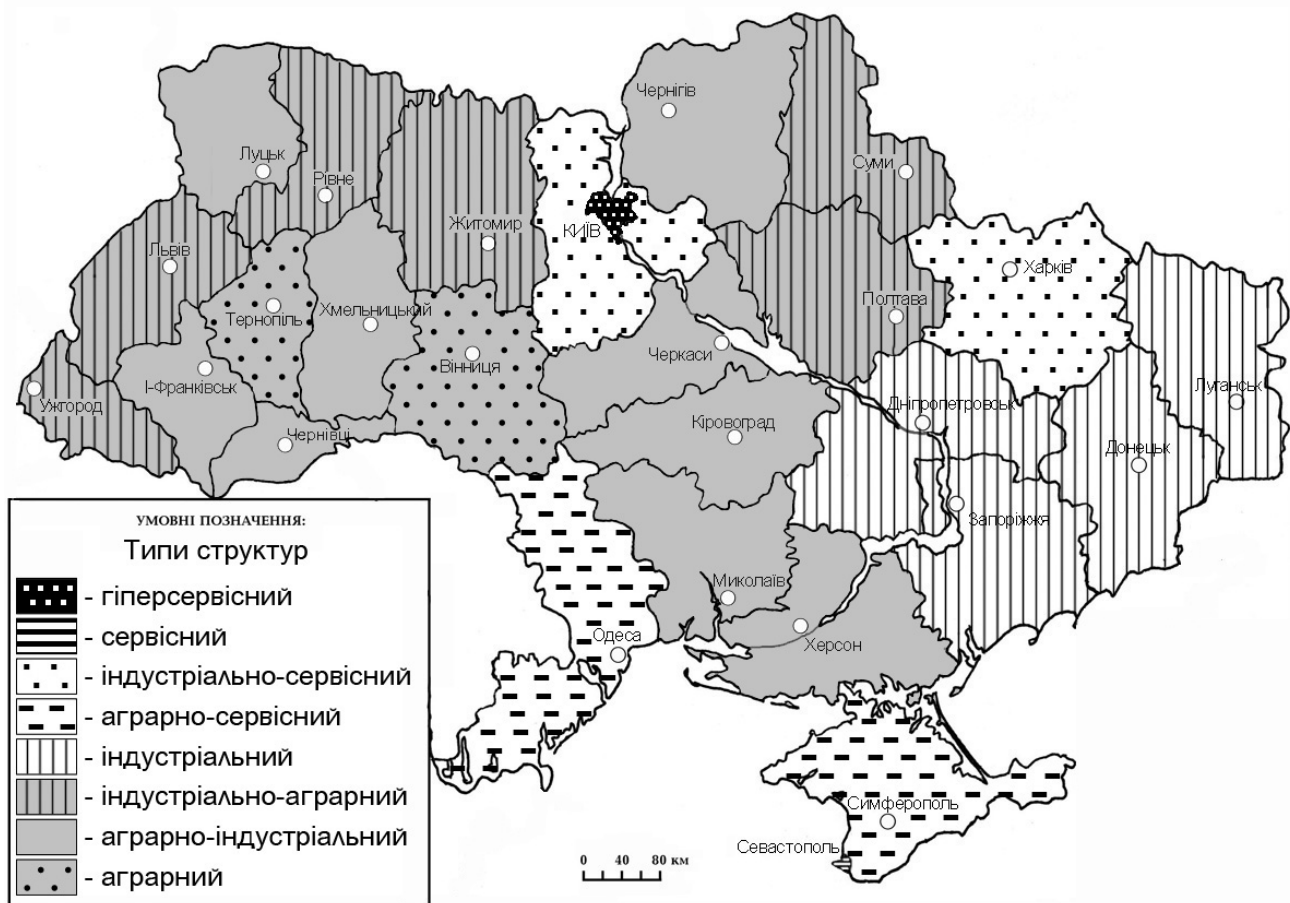 Чернігів
Луцьк
Суми
Рівне
Житомир
КИЇВ
Львів
Харків
Тернопіль
Хмельницький
Полтава
Черкаси
І-Франківськ
Вінниця
Ужгород
Луганськ
Дніпропетровськ
Чернівці
Кіровоград
Донецьк
Запоріжжя
Миколаїв
Одеса
Херсон
Симферополь
Севастополь
УМОВНІ ПОЗНАЧЕННЯ:
Типи структур
- гіперсервісний
- сервісний
- індустріально-сервісний
- аграрно-сервісний
- індустріальний
- індустріально-аграрний
- аграрно-індустріальний
- аграрний
0 40 80 км